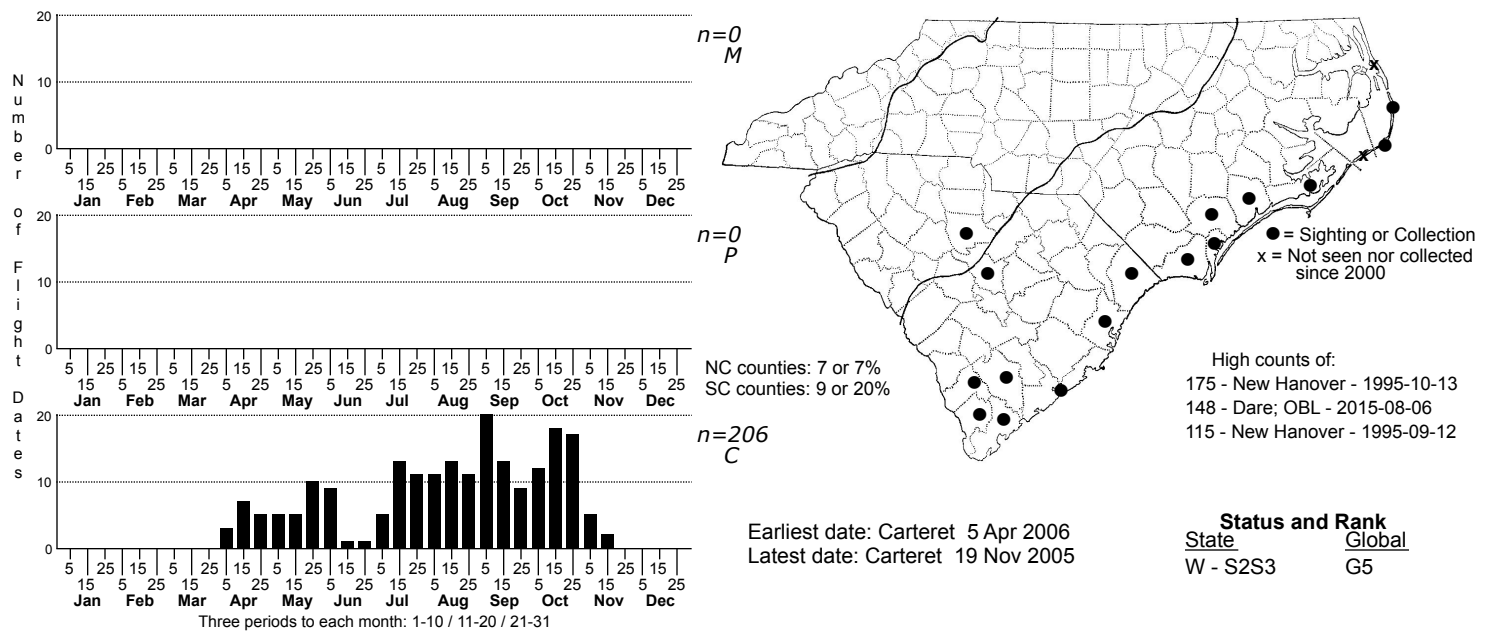 Number of Flight Dates
20
10
0
5 25 15 5 25 15 5 25 15 5 25 15 5 25 15 5 25 15
15 5 25 15 5 25 15 5 25 15 5 25 15 5 25 15 5 25
Jan Feb Mar Apr May Jun Jul Aug Sep Oct Nov Dec
n=0
M
20
10
0
5 25 15 5 25 15 5 25 15 5 25 15 5 25 15 5 25 15
15 5 25 15 5 25 15 5 25 15 5 25 15 5 25 15 5 25
Jan Feb Mar Apr May Jun Jul Aug Sep Oct Nov Dec
n=0
P
20
10
0
5 25 15 5 25 15 5 25 15 5 25 15 5 25 15 5 25 15
15 5 25 15 5 25 15 5 25 15 5 25 15 5 25 15 5 25
Jan Feb Mar Apr May Jun Jul Aug Sep Oct Nov Dec
n=206
C
Three periods to each month: 1-10 / 11-20 / 21-31
x
x
● = Sighting or Collection
x = Not seen nor collected
since 2000
NC counties: 7 or 7%
SC counties: 9 or 20%
High counts of:
175 - New Hanover - 1995-10-13
148 - Dare; OBL - 2015-08-06
115 - New Hanover - 1995-09-12
Earliest date: Carteret 5 Apr 2006
Latest date: Carteret 19 Nov 2005
Status and Rank
State Global
W - S2S3 G5